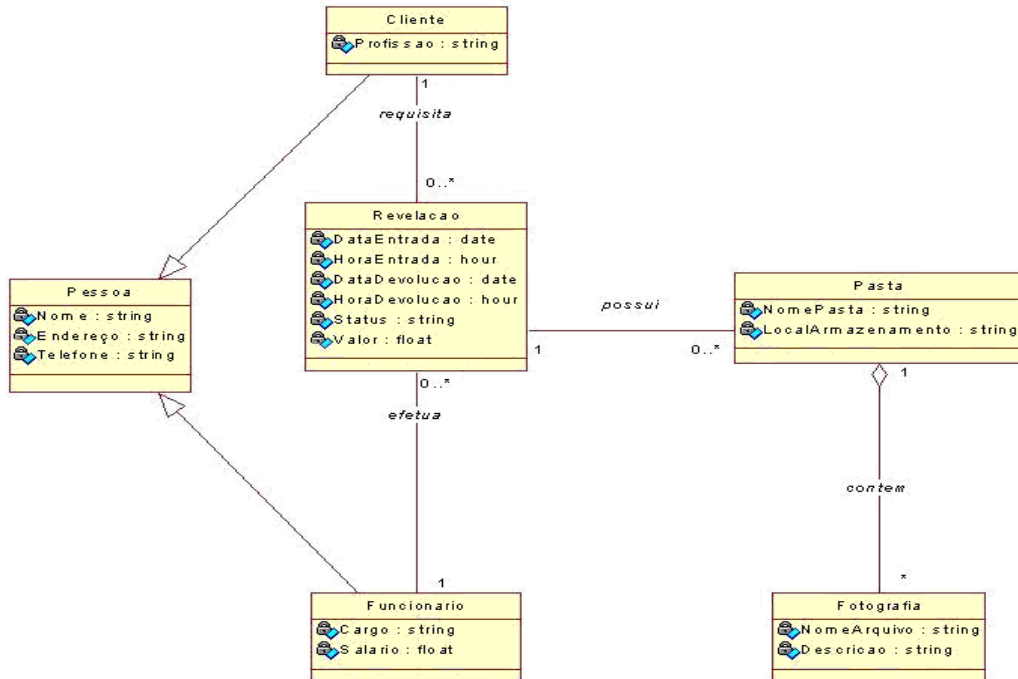 Cliente
Profissao : string
1
requisita
0..*
Revelacao
DataEntrada : date
HoraEntrada : hour
DataDevolucao : date
HoraDevolucao : hour
Status : string
Valor : float
Pessoa
Nome : string
Endereço : string
Telefone : string
possui
1
0..*
Pasta
NomePasta : string
LocalArmazenamento : string
0..*
efetua
1
1
contem
*
Funcionario
Cargo : string
Salario : float
Fotografia
NomeArquivo : string
Descricao : string